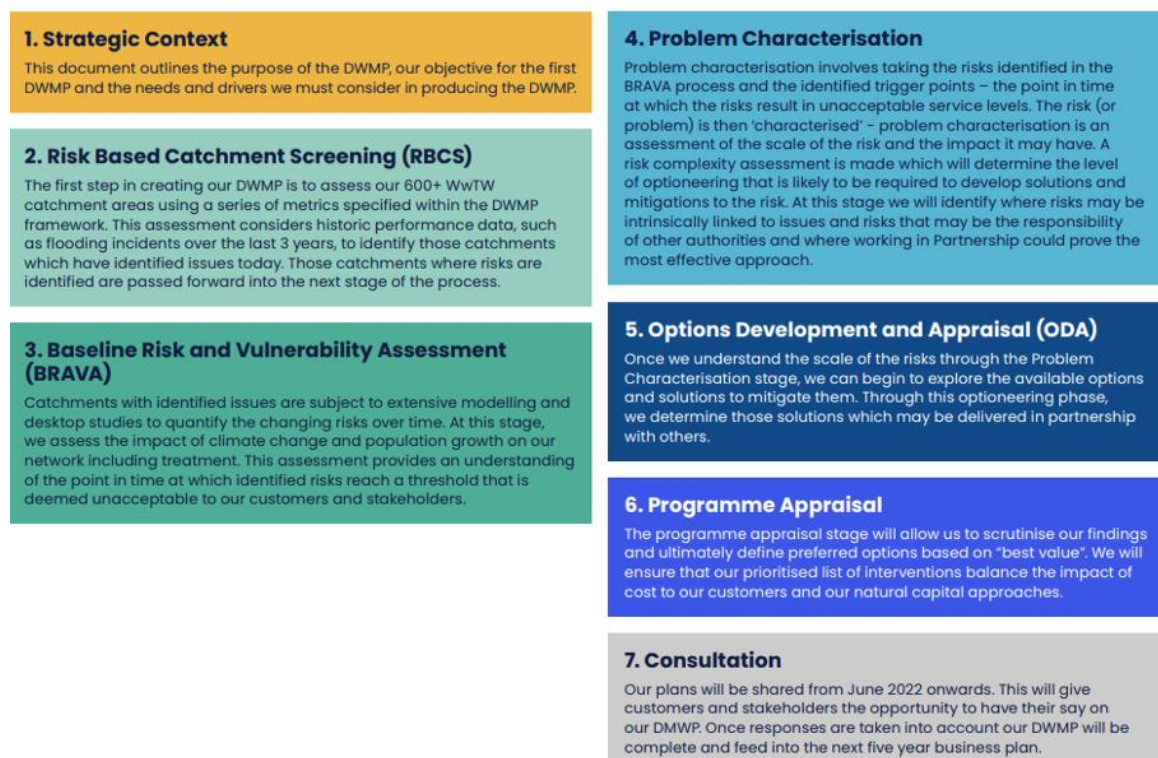 1. Strategic Context
This document outlines the purpose of the DWMP, our objective for the first
DWMP and the needs and drivers we must consider in producing the DWMP.
2. Risk Based Catchment Screening (RBCS)
The first step in creating our DWMP is to assess our 600+ WwTW
catchment areas using a series of metrics specified within the DWMP
framework. This assessment considers historic performance data, such
as flooding incidents over the last 3 years, to identify those catchments
which have identified issues today. Those catchments where risks are
identified are passed forward into the next stage of the process.
3. Baseline Risk and Vulnerability Assessment
(BRAVA)
Catchments with identified issues are subject to extensive modelling and
desktop studies to quantify the changing risks over time. At this stage,
we assess the impact of climate change and population growth on our
network including treatment. This assessment provides an understanding
of the point in time at which identified risks reach a threshold that is
deemed unacceptable to our customers and stakeholders.
4. Problem Characterisation
Problem characterisation involves taking the risks identified in the
BRAVA process and the identified trigger points – the point in time
at which the risks result in unacceptable service levels. The risk (or
problem) is then ‘characterised’ - problem characterisation is an
assessment of the scale of the risk and the impact it may have. A
risk complexity assessment is made which will determine the level
of optioneering that is likely to be required to develop solutions and
mitigations to the risk. At this stage we will identify where risks may be
intrinsically linked to issues and risks that may be the responsibility
of other authorities and where working in Partnership could prove the
most effective approach.
5. Options Development and Appraisal (ODA)
Once we understand the scale of the risks through the Problem
Characterisation stage, we can begin to explore the available options
and solutions to mitigate them. Through this optioneering phase,
we determine those solutions which may be delivered in partnership
with others.
6. Programme Appraisal
The programme appraisal stage will allow us to scrutinise our findings
and ultimately define preferred options based on “best value”. We will
ensure that our prioritised list of interventions balance the impact of
cost to our customers and our natural capital approaches.
7. Consultation
Our plans will be shared from June 2022 onwards. This will give
customers and stakeholders the opportunity to have their say on
our DMWP. Once responses are taken into account our DWMP will be
complete and feed into the next five year business plan.